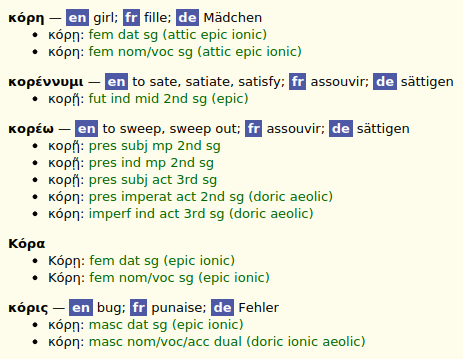 κόρη — en girl; fr fille; de Mädchen
• κόρῃ: fem dat sg (attic epic ionic)
• κόρη: fem nom/voc sg (attic epic ionic)
κορέννυμι — en to sate, satiate, satisfy; fr assouvir; de sättigen
• κορῇ: fut ind mid 2nd sg (epic)
κορέω — en to sweep, sweep out; fr assouvir; de sättigen
• κορῇ: pres subj mp 2nd sg
• κορῇ: pres ind mp 2nd sg
• κορῇ: pres subj act 3rd sg
• κόρη: pres imperat act 2nd sg (doric aeolic)
• κόρη: imperf ind act 3rd sg (doric aeolic)
Κόρα
• Κόρῃ: fem dat sg (epic ionic)
• Κόρη: fem nom/voc sg (epic ionic)
κόρις — en bug; fr punaise; de Fehler
• κόρῃ: masc dat sg (epic ionic)
• κόρη: masc nom/voc/acc dual (doric ionic aeolic)